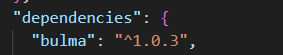 "dependencies": {
"bulma": "^1.0.3",